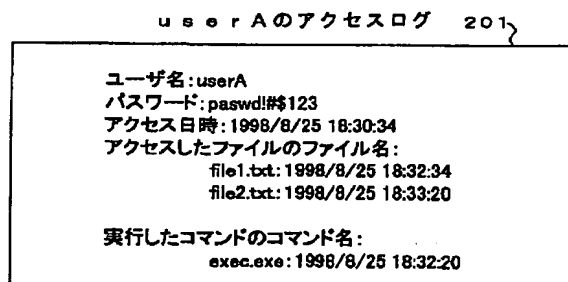 userAのアクセスログ 201
ユーザ名:userA
パスワード:paswd!#$123
アクセス日時:1998/8/25 18:30:34
アクセスしたファイルのファイル名:
file1.txt.:1998/8/25 18:32:34
file2.txt.:1998/8/25 18:33:20
実行したコマンドのコマンド名:
exec.exe:1998/8/25 18:32:20